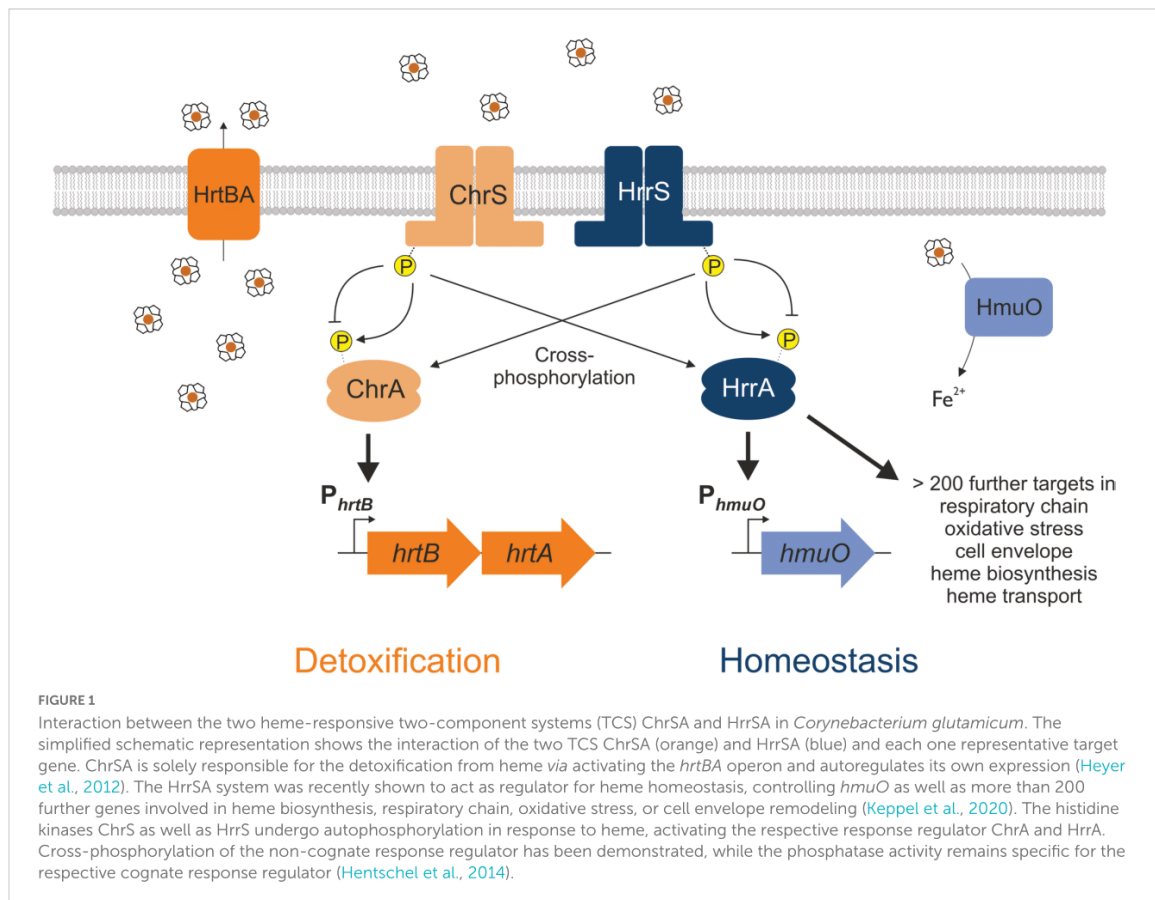 HrtBA
ChrS
HrrS
P
P
HmuO
P
P
Cross-
phosphorylation
ChrA
HrrA
Fe2+
PhrtB
PhmuO
> 200 further targets in
respiratory chain
oxidative stress
cell envelope
heme biosynthesis
heme transport
hrtB
hrtA
hmuO
Detoxification
Homeostasis
FIGURE 1
Interaction between the two heme-responsive two-component systems (TCS) ChrSA and HrrSA in Corynebacterium glutamicum. The
simplified schematic representation shows the interaction of the two TCS ChrSA (orange) and HrrSA (blue) and each one representative target
gene. ChrSA is solely responsible for the detoxification from heme via activating the hrtBA operon and autoregulates its own expression (Heyer
et al., 2012). The HrrSA system was recently shown to act as regulator for heme homeostasis, controlling hmuO as well as more than 200
further genes involved in heme biosynthesis, respiratory chain, oxidative stress, or cell envelope remodeling (Keppel et al., 2020). The histidine
kinases ChrS as well as HrrS undergo autophosphorylation in response to heme, activating the respective response regulator ChrA and HrrA.
Cross-phosphorylation of the non-cognate response regulator has been demonstrated, while the phosphatase activity remains specific for the
respective cognate response regulator (Hentschel et al., 2014).